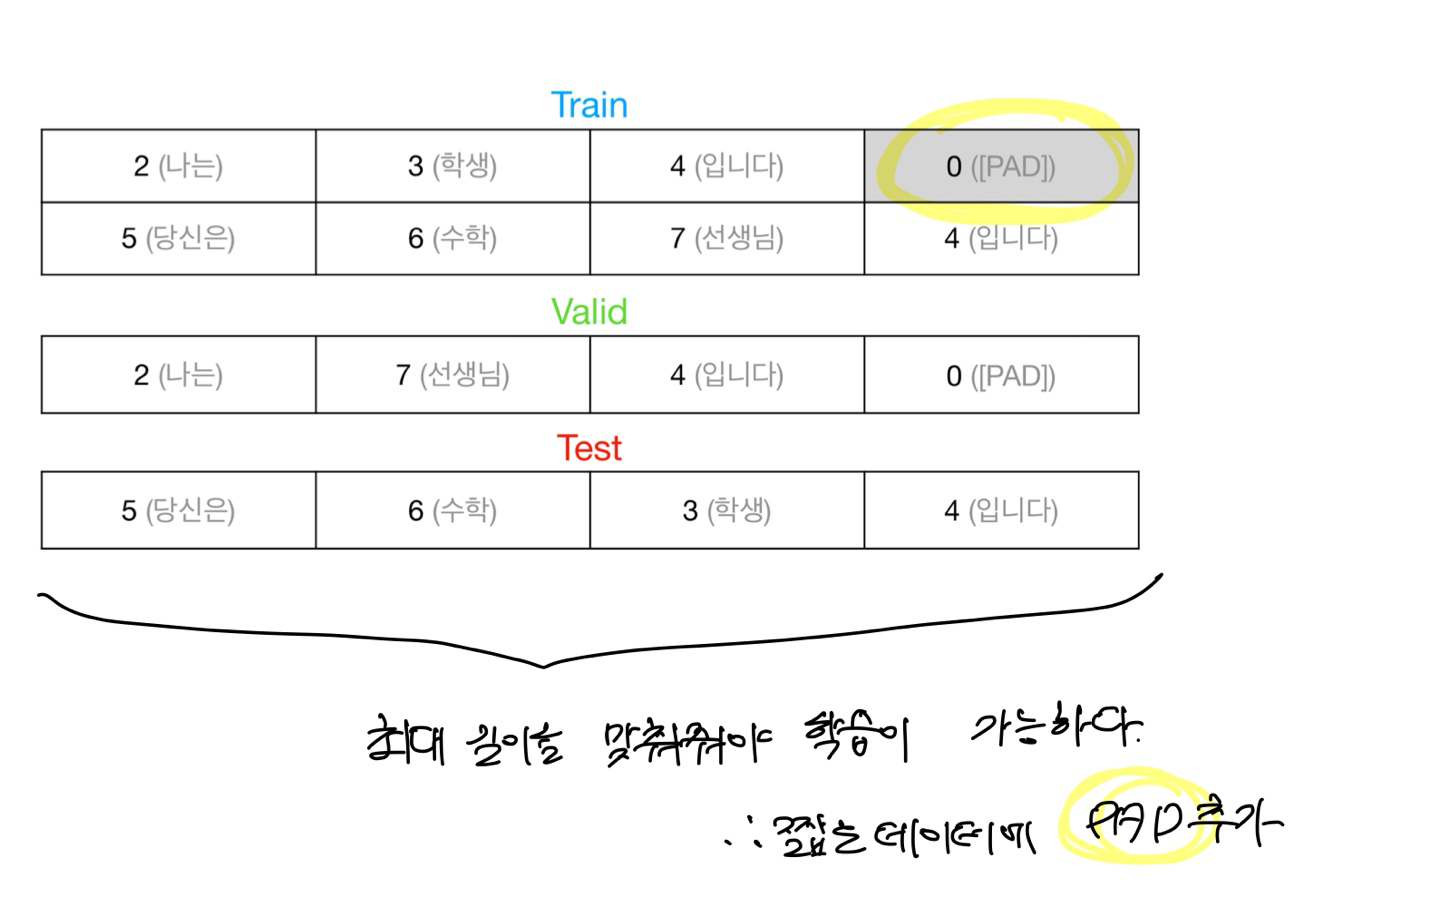 Train
2 (나는) 3 (학생) 4 (입니다) 0 ([PAD])
5 (당신은) 6 (수학) 7 (선생님) 4 (입니다)
Valid
2 (나는) 7 (선생님) 4 (입니다) 0 ([PAD])
Test
5 (당신은) 6 (수학) 3 (학생) 4 (입니다)
최대 길이를 맞춰줘야 학습이 가능하다.
∴ 짧는 데이터에 PAD 추가